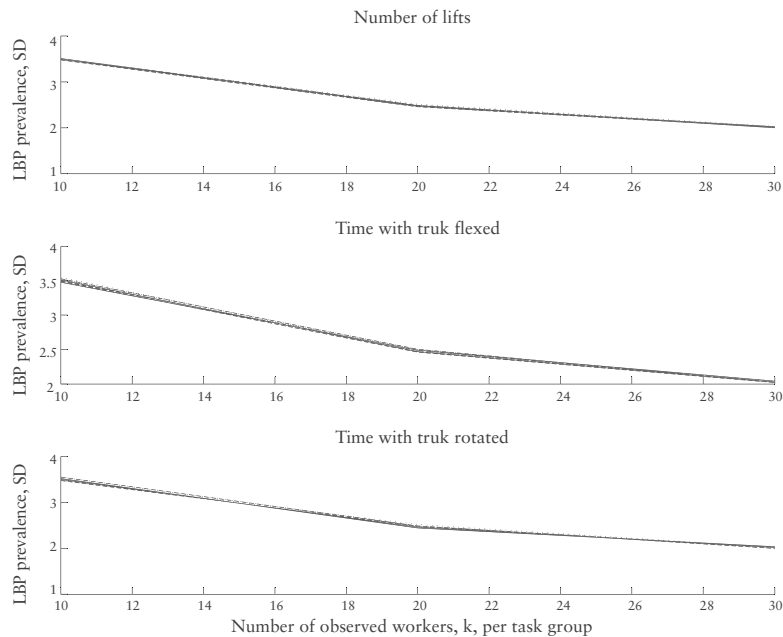 Number of lifts
LBP prevalence, SD
4
3
2
1
10 12 14 16 18 20 22 24 26 28 30
Time with truk flexed
LBP prevalence, SD
4
3.5
2.5
2
10 12 14 16 18 20 22 24 26 28 30
Time with truk rotated
LBP prevalence, SD
4
3
2
1
10 12 14 16 18 20 22 24 26 28 30
Number of observed workers, k, per task group